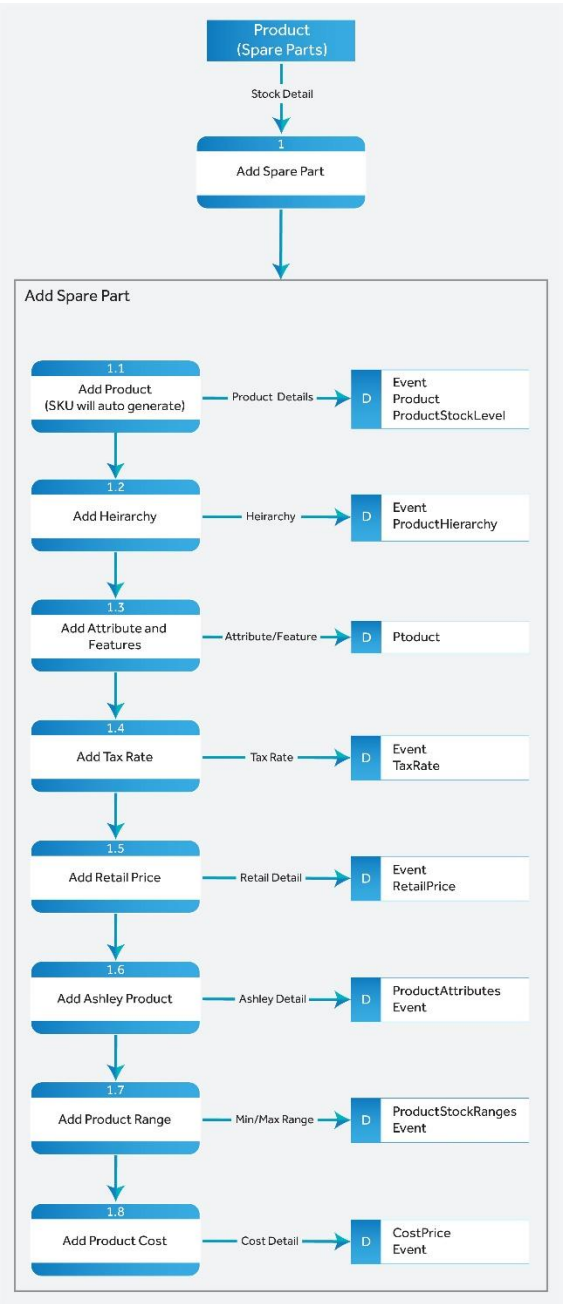 Product
(Spare Parts)
Stock Detail
1
Add Spare Part
Add Spare Part
1.1
Add Product
(SKU will auto generate)
Product Details
D
Event
Product
ProductStockLevel
1.2
Add Heirarchy
Heirarchy
D
Event
ProductHierarchy
1.3
Add Attribute and
Features
Attribute/Feature
D
Ptoduct
1.4
Add Tax Rate
Tax Rate
D
Event
TaxRate
1.5
Add Retail Price
Retail Detail
D
Event
RetailPrice
1.6
Add Ashley Product
Ashley Detail
D
ProductAttributes
Event
1.7
Add Product Range
Min/Max Range
D
ProductStockRanges
Event
1.8
Add Product Cost
Cost Detail
D
CostPrice
Event